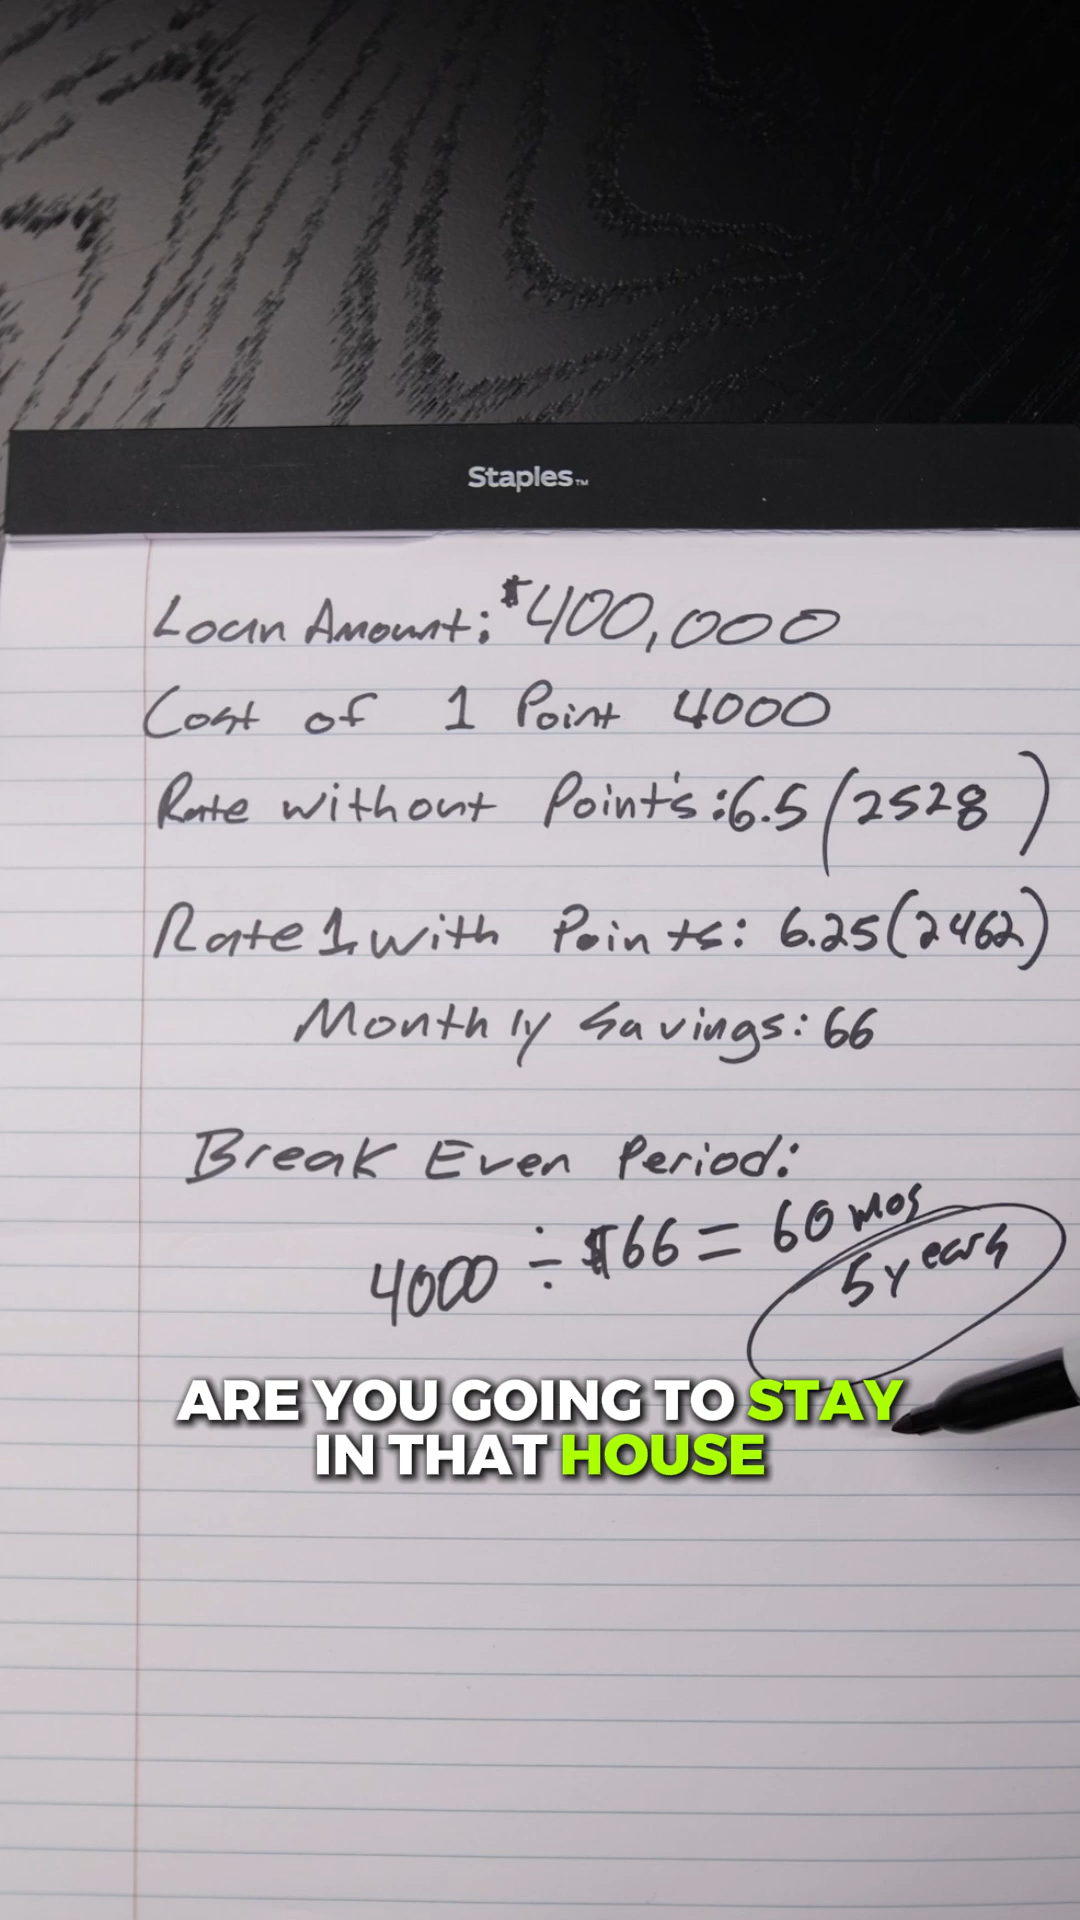 Staples™
Loan Amount: $400,000
Cost of 1 Point 4000
Rate without Point's: 6.5 (2528)
Rate 1 with Points: 6.25 (2462)
Monthly Savings: 66
Break Even Period:
4000 ÷ $66 = 60 mos
5 years
ARE YOU GOING TO STAY
IN THAT HOUSE